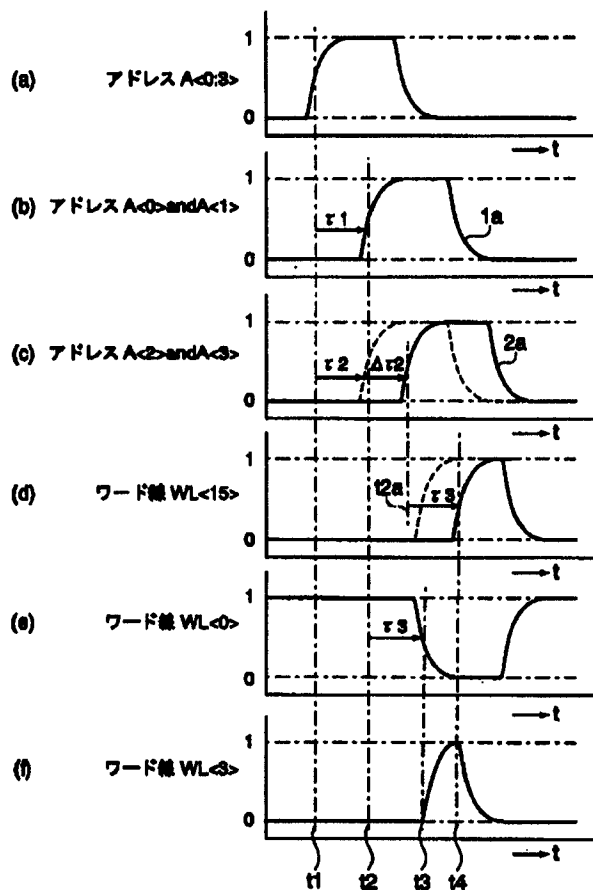 1
(a) アドレス A<0:3>
0
t
1
(b) アドレス A<0>andA<1>
τ1
1a
0
t
1
(c) アドレス A<2>andA<3>
τ2 Δτ2
2a
0
t
1
(d) ワード線 WL<15>
t2a τ3
0
t
1
(e) ワード線 WL<0>
τ3
0
t
1
(f) ワード線 WL<3>
0
t1 t2 t3 t4
t